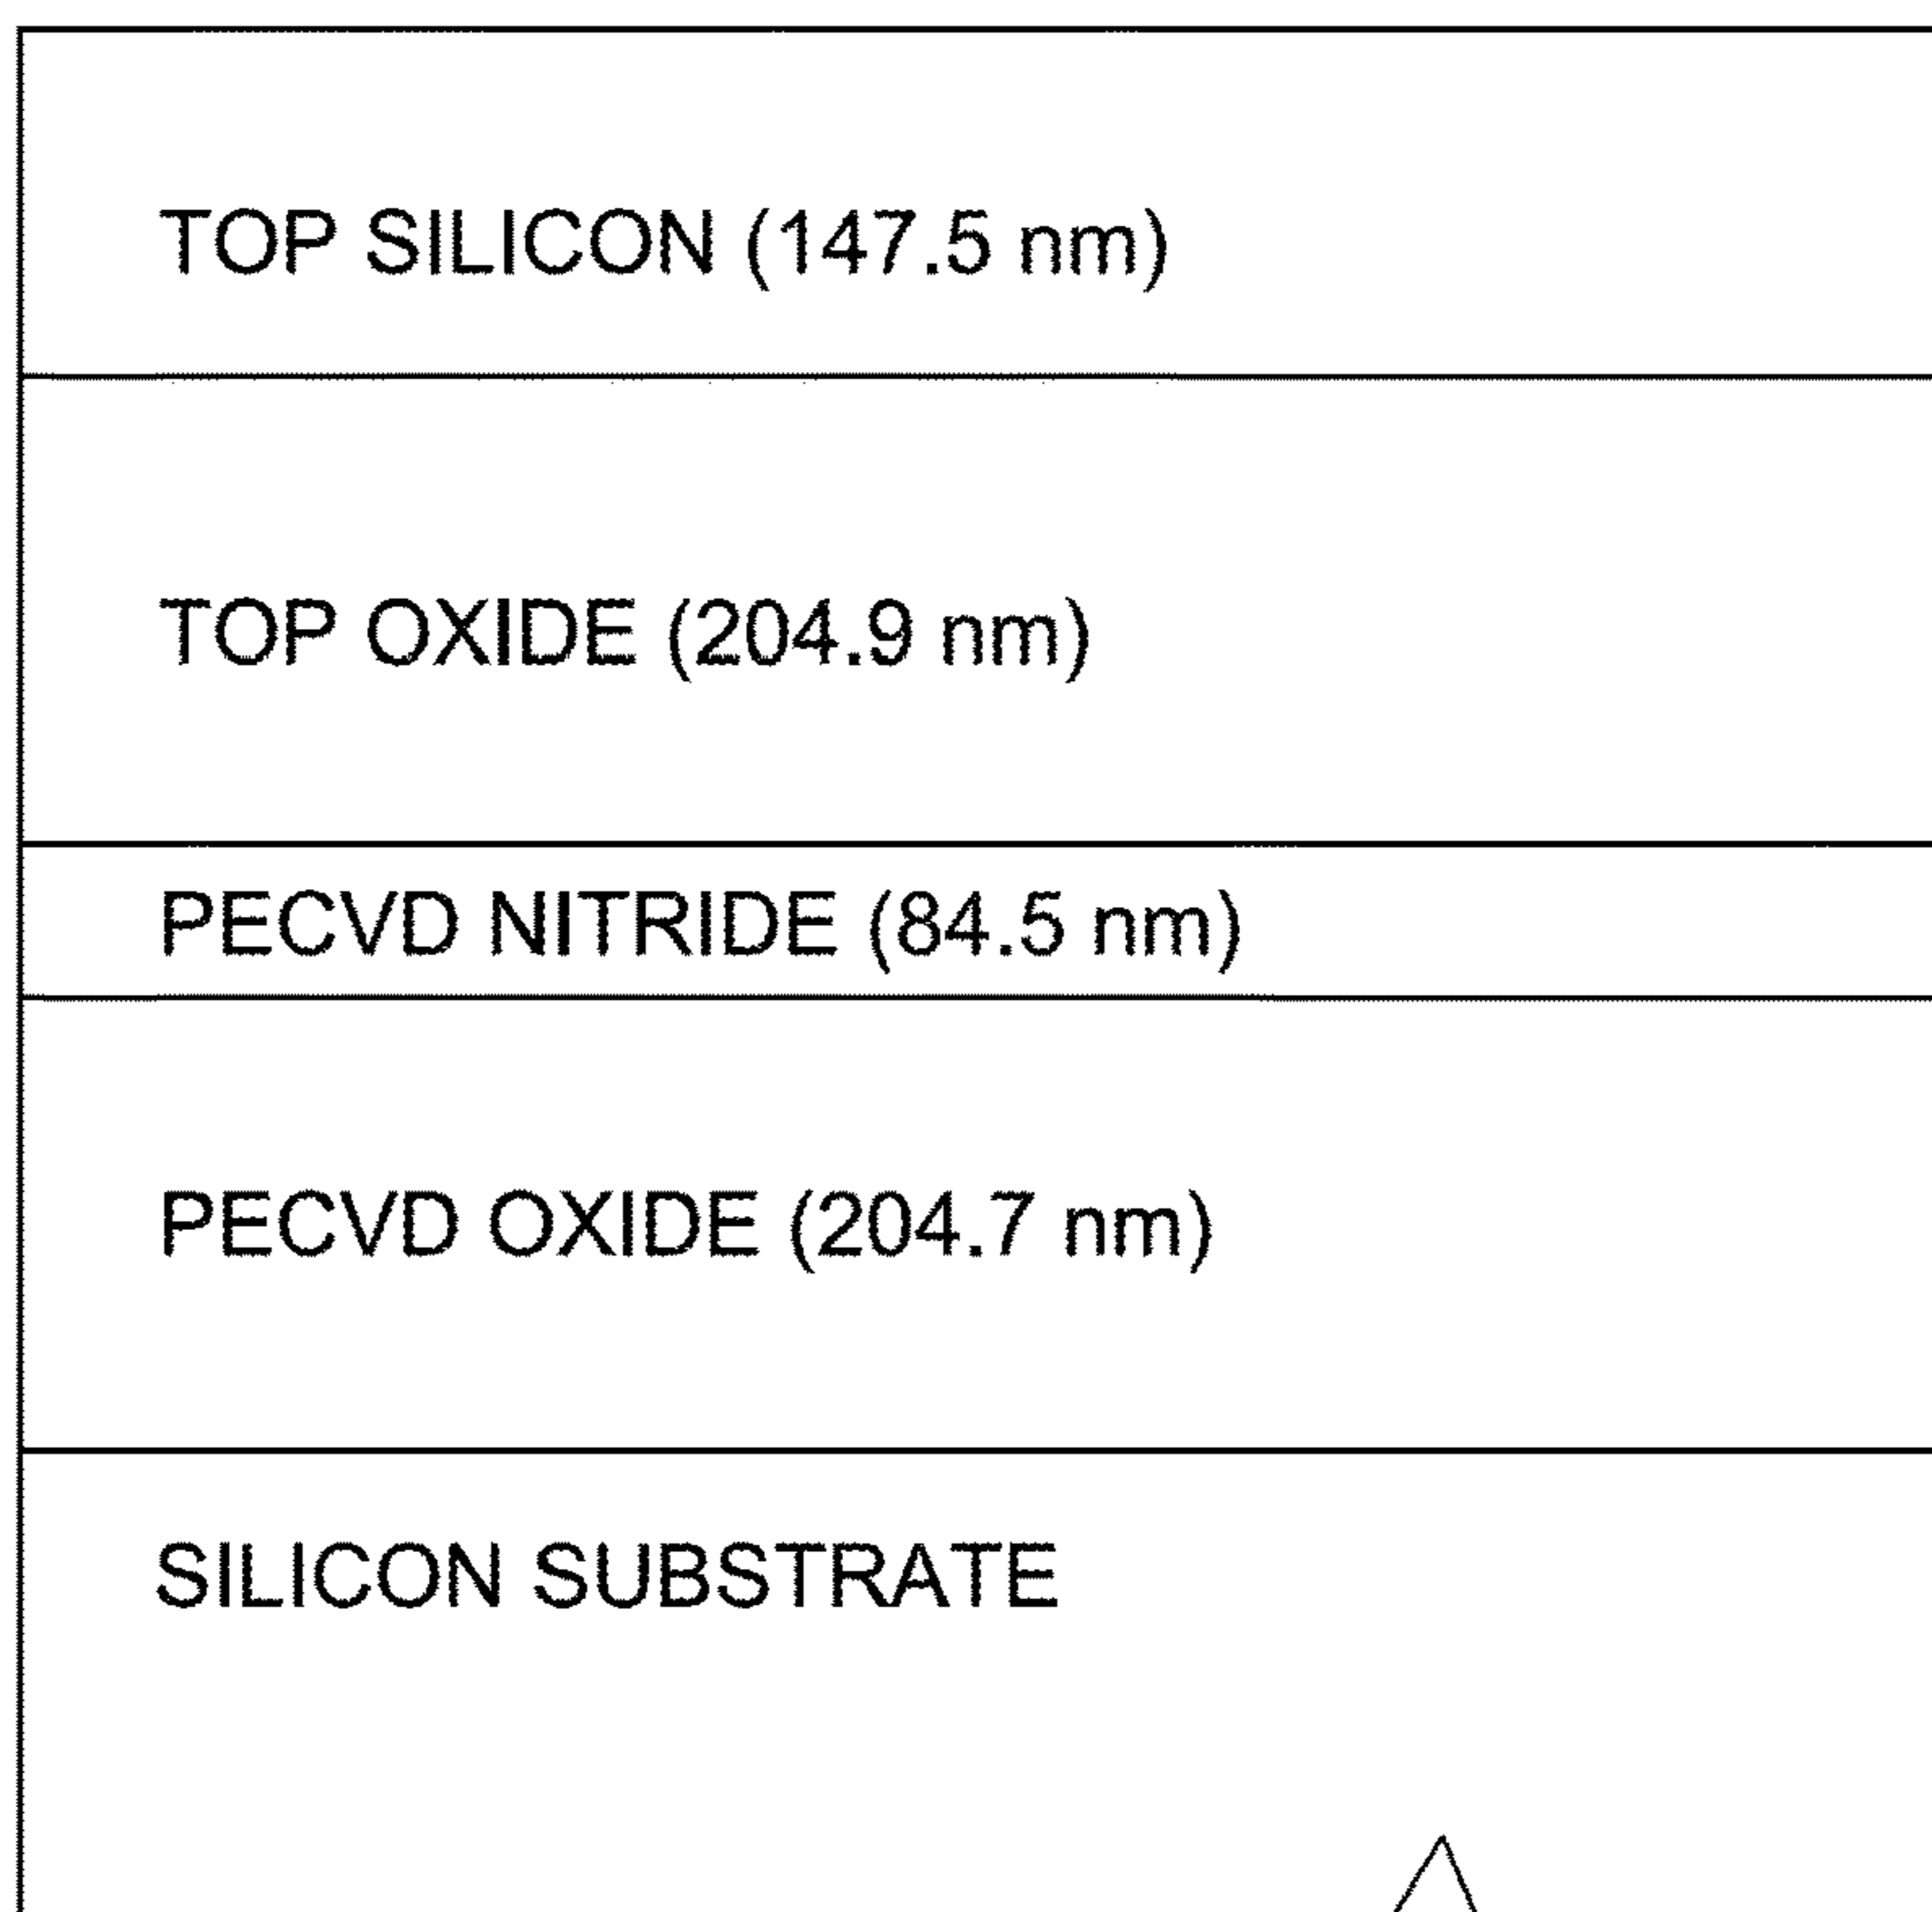 TOP SILICON (147.5 nm)
TOP OXIDE (204.9 nm)
PECVD NITRIDE (84.5 nm)
PECVD OXIDE (204.7 nm)
SILICON SUBSTRATE